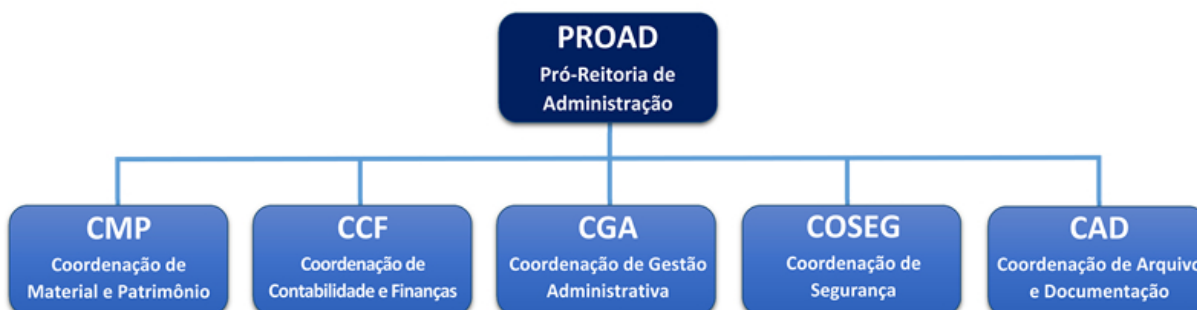 PROAD
Pró-Reitoria de
Administração
CMP
Coordenação de
Material e Patrimônio
CCF
Coordenação de
Contabilidade e Finanças
CGA
Coordenação de Gestão
Administrativa
COSEG
Coordenação de
Segurança
CAD
Coordenação de Arquivo
e Documentação